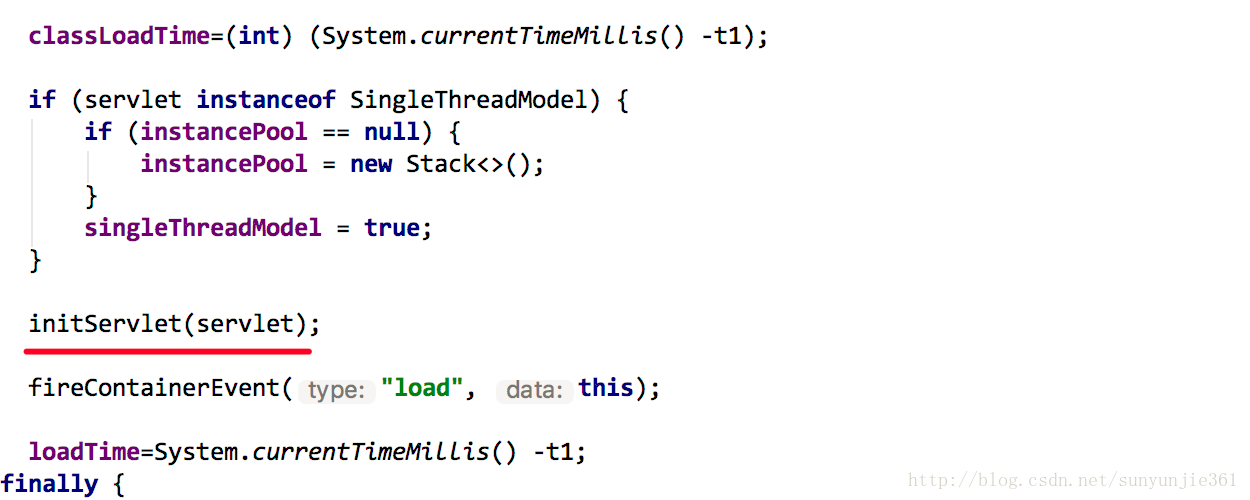 classLoadTime=(int) (System.currentTimeMillis() -t1);
if (servlet instanceof SingleThreadModel) {
if (instancePool == null) {
instancePool = new Stack<>();
}
singleThreadModel = true;
}
initServlet(servlet);
fireContainerEvent( type: "load", data: this);
loadTime=System.currentTimeMillis() -t1;
finally {
http://blog.csdn.net/sunyunjie361